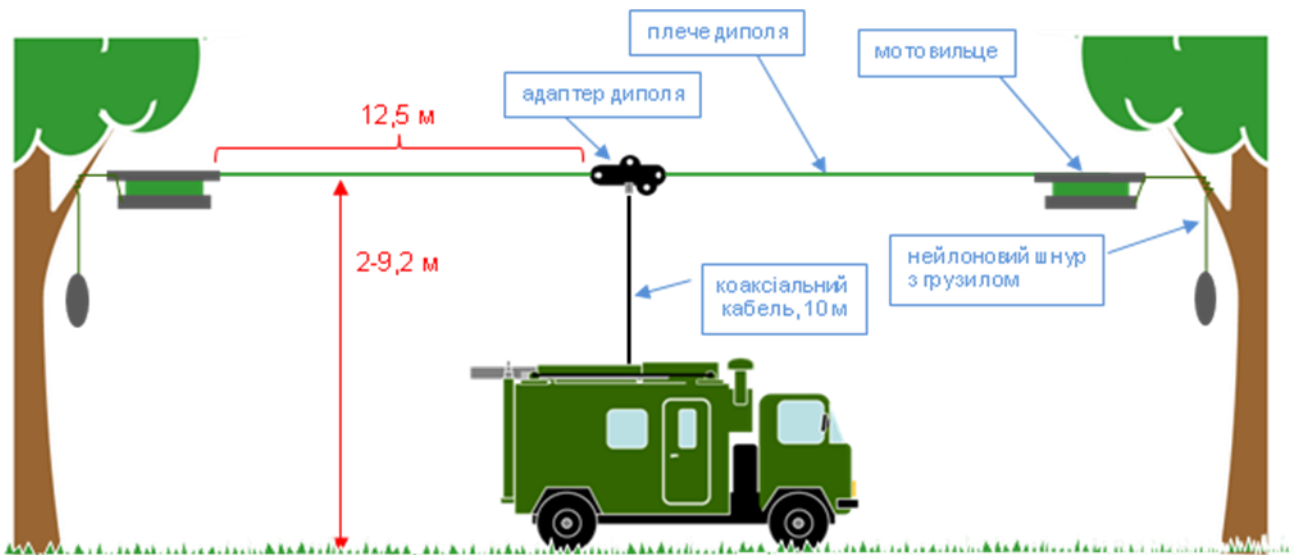 плече диполя
мотовильце
адаптер диполя
12,5 м
2-9,2 м
нейлоновий шнур
з грузилом
коаксіальний
кабель, 10 м